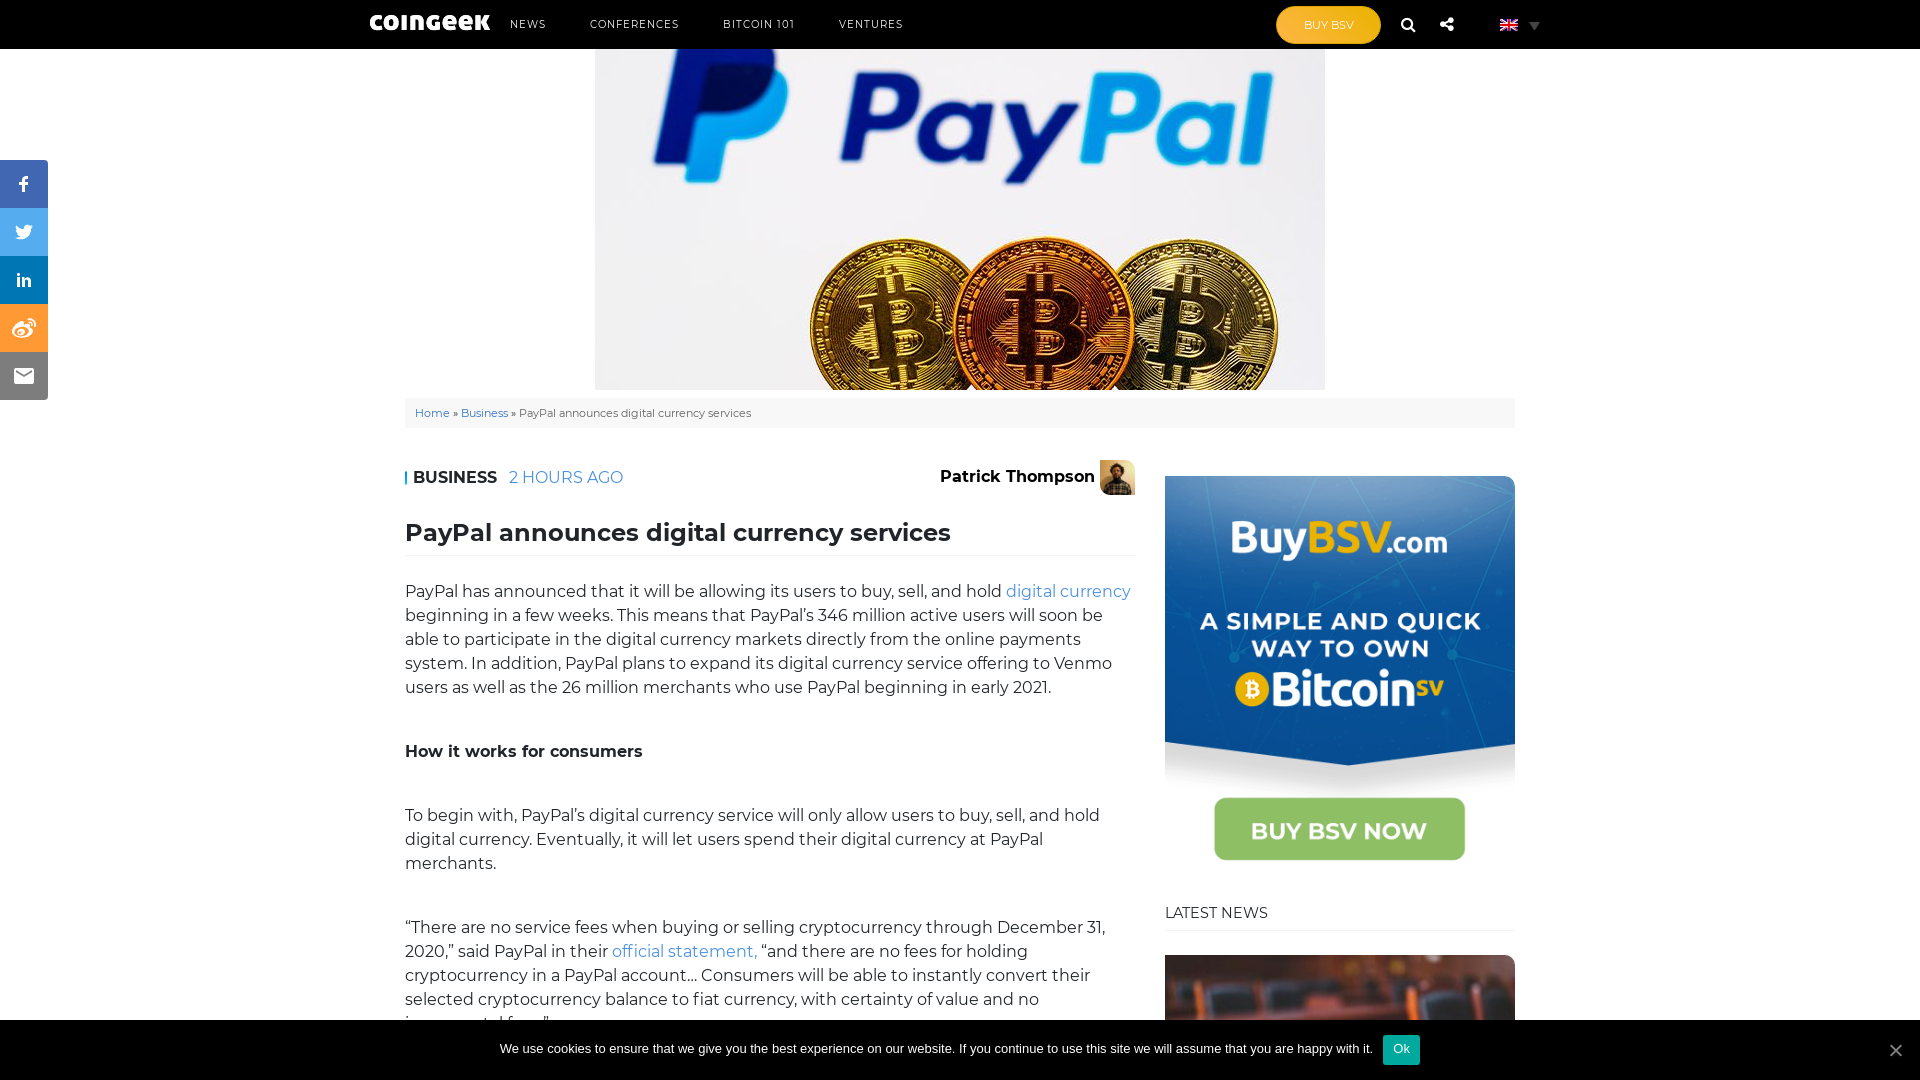 COINGEEK
NEWS
CONFERENCES
BITCOIN 101
VENTURES
BUY BSV
PayPal
Home » Business » PayPal announces digital currency services
BUSINESS 2 HOURS AGO
Patrick Thompson
PayPal announces digital currency services
PayPal has announced that it will be allowing its users to buy, sell, and hold digital currency
beginning in a few weeks. This means that PayPal’s 346 million active users will soon be
able to participate in the digital currency markets directly from the online payments
system. In addition, PayPal plans to expand its digital currency service offering to Venmo
users as well as the 26 million merchants who use PayPal beginning in early 2021.
How it works for consumers
To begin with, PayPal’s digital currency service will only allow users to buy, sell, and hold
digital currency. Eventually, it will let users spend their digital currency at PayPal
merchants.
“There are no service fees when buying or selling cryptocurrency through December 31,
2020,” said PayPal in their official statement, “and there are no fees for holding
cryptocurrency in a PayPal account… Consumers will be able to instantly convert their
selected cryptocurrency balance to fiat currency, with certainty of value and no
BuyBSV.com
A SIMPLE AND QUICK
WAY TO OWN
Bitcoin SV
BUY BSV NOW
LATEST NEWS
We use cookies to ensure that we give you the best experience on our website. If you continue to use this site we will assume that you are happy with it.
Ok